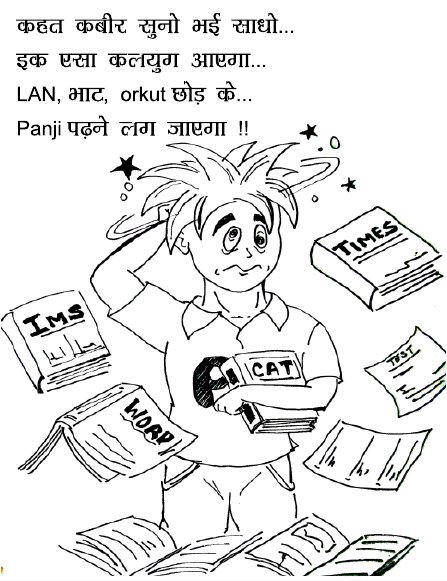 कहत कबीर सुनो भई साधो...
इक एसा कलयुग आएगा...
LAN, भाट, orkut छोड़ के...
Panji पढ़ने लग जाएगा !!
TIMES
IMS
TEST
CAT
WORD